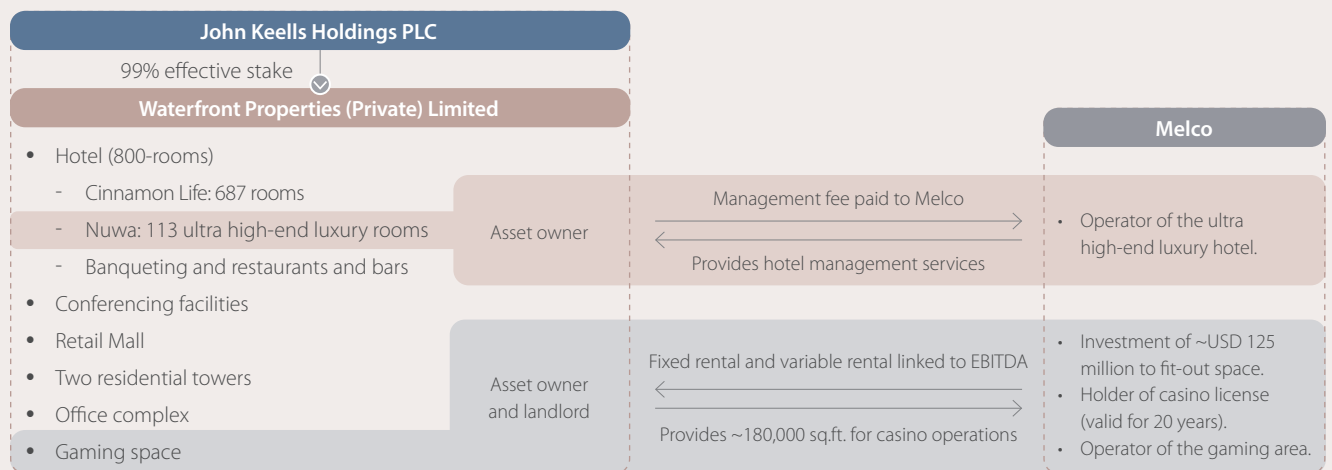 John Keells Holdings PLC
99% effective stake
Waterfront Properties (Private) Limited
• Hotel (800-rooms)
- Cinnamon Life: 687 rooms
- Nuwa: 113 ultra high-end luxury rooms
- Banqueting and restaurants and bars
• Conferencing facilities
• Retail Mall
• Two residential towers
• Office complex
• Gaming space
Asset owner
Management fee paid to Melco
Provides hotel management services
Asset owner
and landlord
Fixed rental and variable rental linked to EBITDA
Provides ~180,000 sq.ft. for casino operations
Melco
• Operator of the ultra
high-end luxury hotel.
• Investment of ~USD 125
million to fit-out space.
• Holder of casino license
(valid for 20 years).
• Operator of the gaming area.